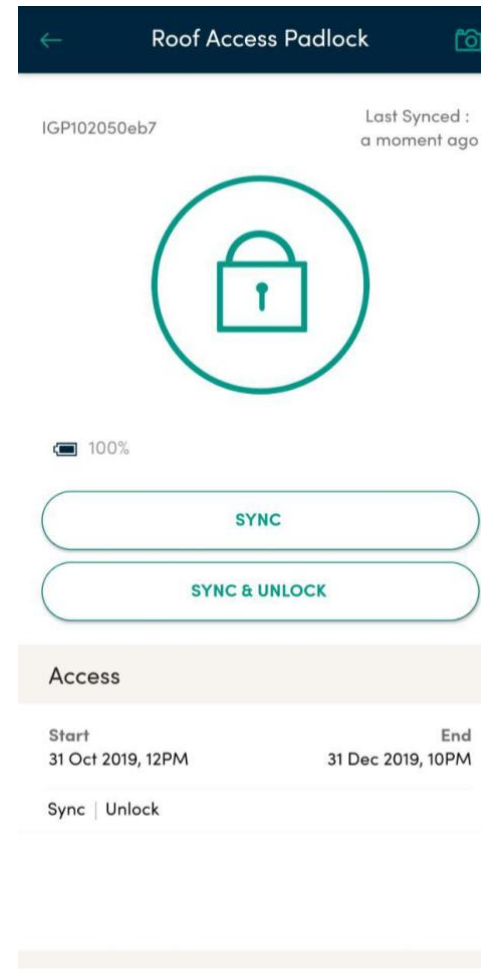 Roof Access Padlock
IGP102050eb7
Last Synced :
a moment ago
100%
SYNC
SYNC & UNLOCK
Access
Start
End
31 Oct 2019, 12PM
31 Dec 2019, 10PM
Sync | Unlock